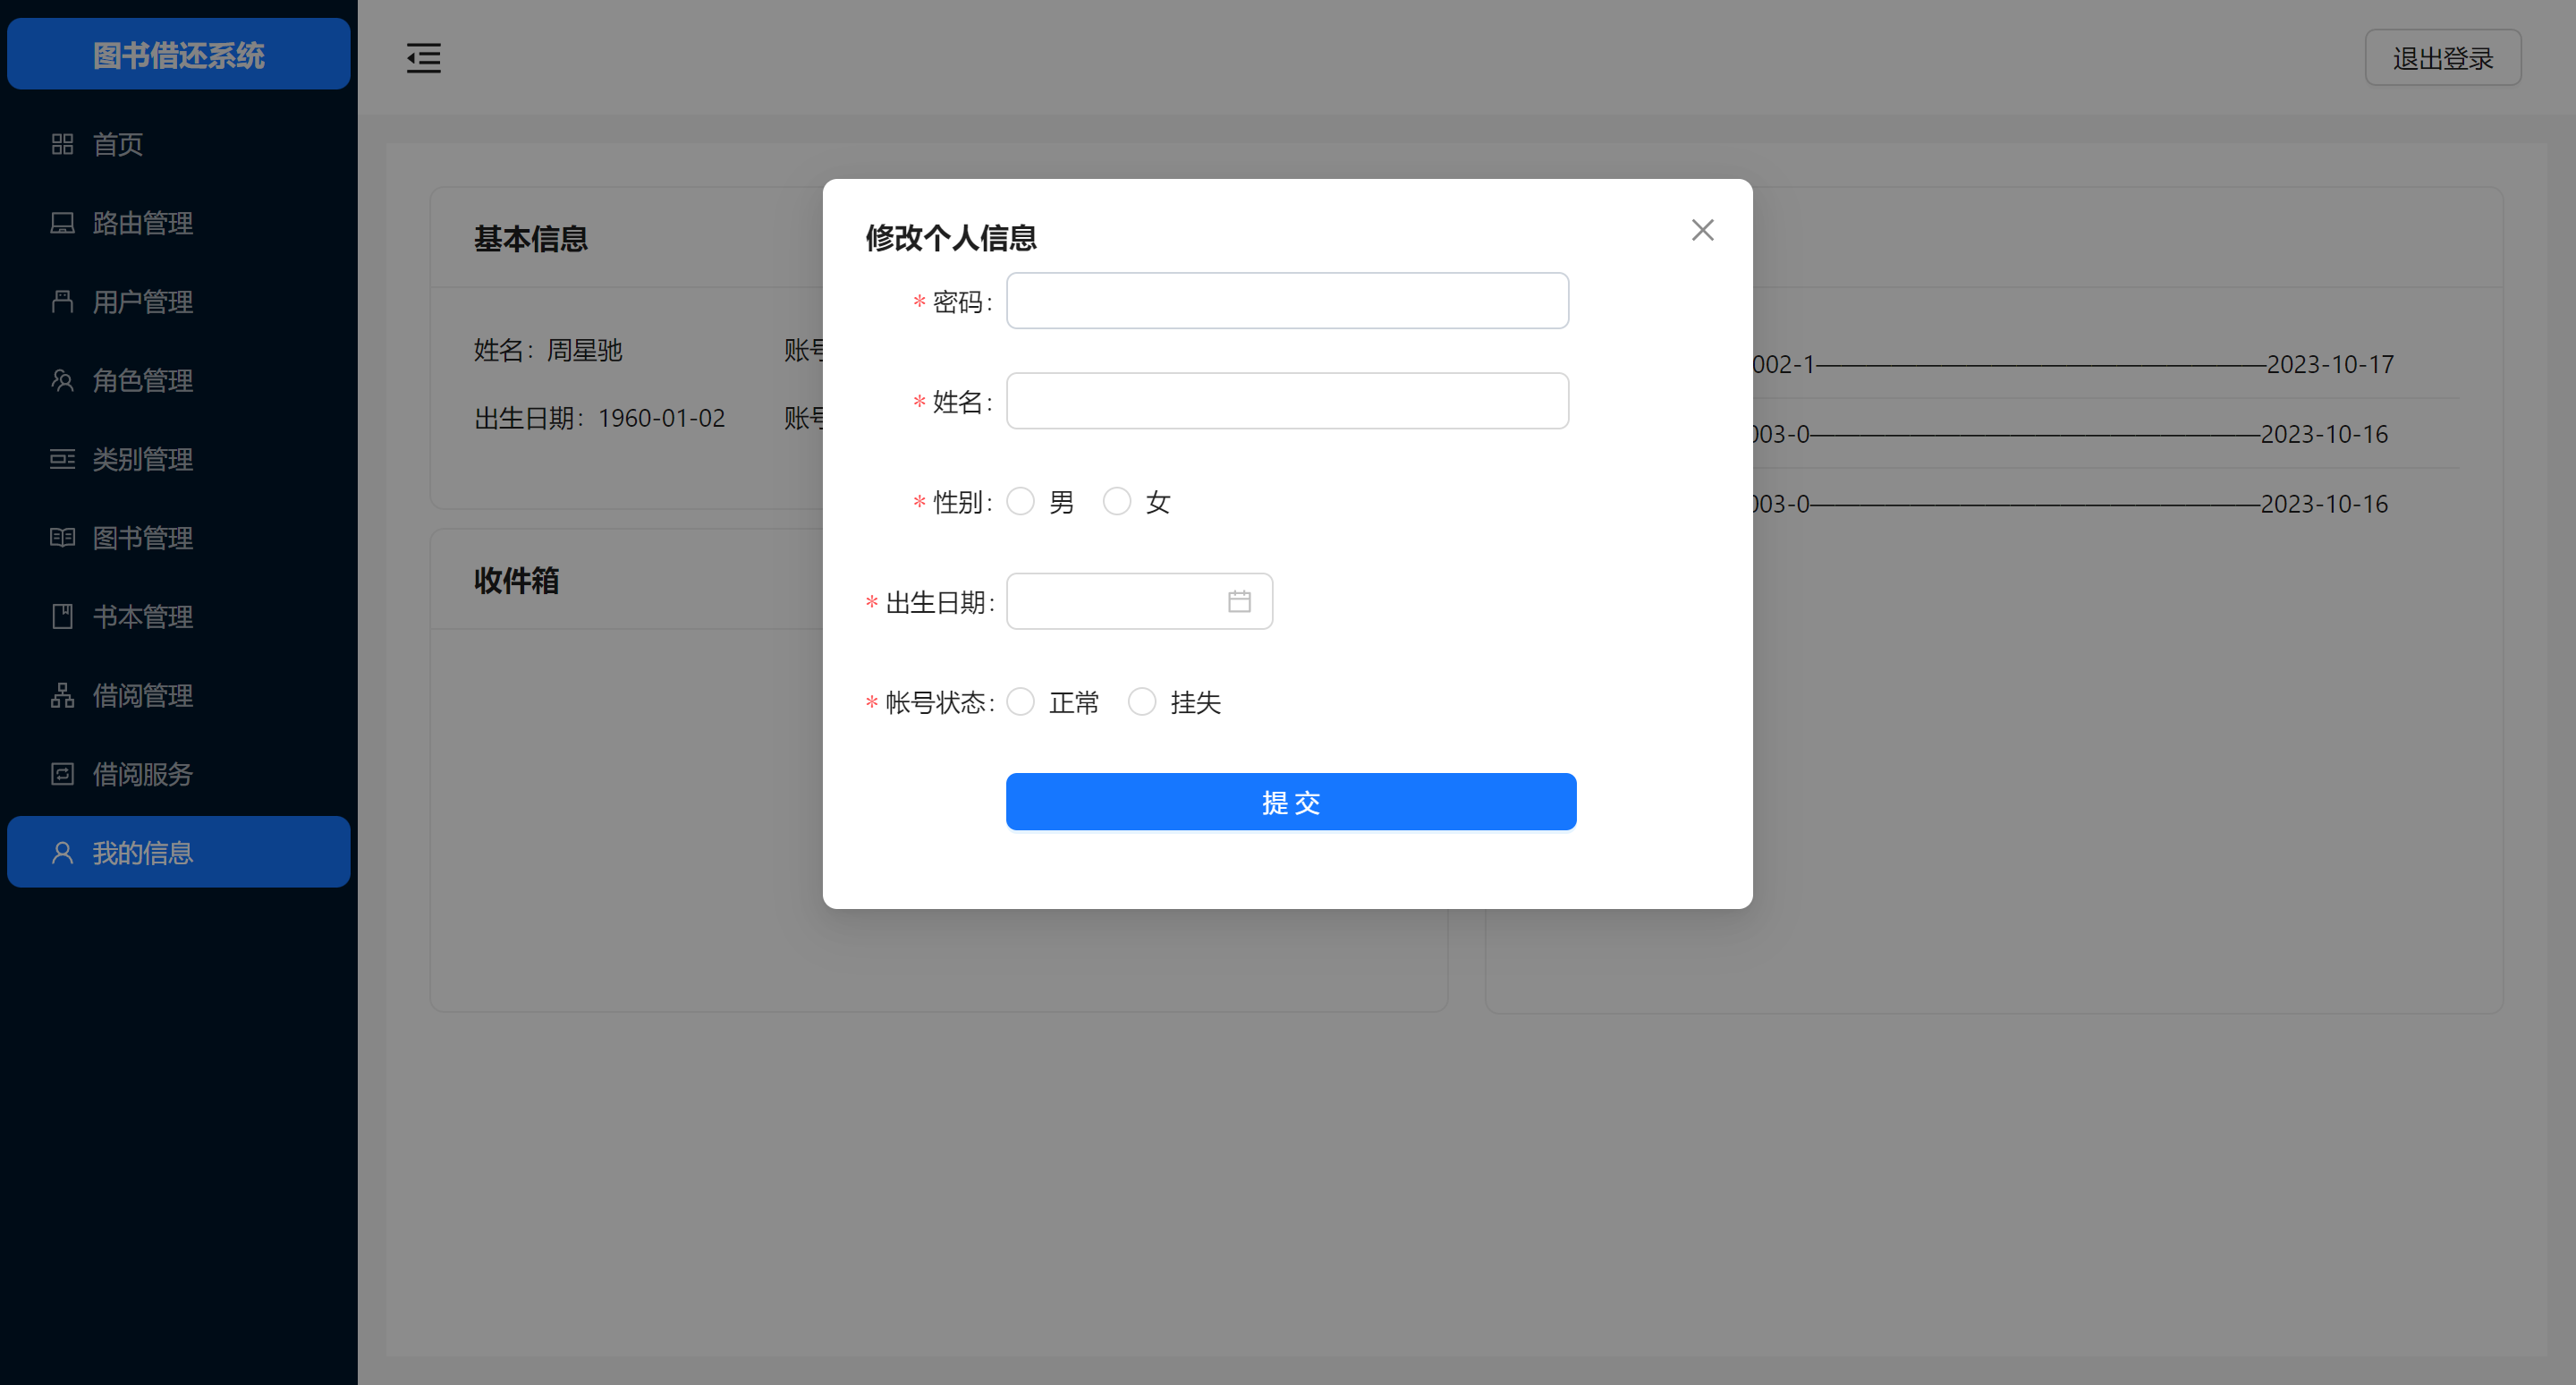 图书借还系统
首页
路由管理
用户管理
角色管理
类别管理
图书管理
书本管理
借阅管理
借阅服务
我的信息
退出登录
基本信息
姓名：周星驰 账号
出生日期：1960-01-02 账号
收件箱
修改个人信息
* 密码:
* 姓名:
* 性别: 男 女
* 出生日期:
* 帐号状态: 正常 挂失
提 交
002-1——————————————————2023-10-17
003-0——————————————————2023-10-16
003-0——————————————————2023-10-16